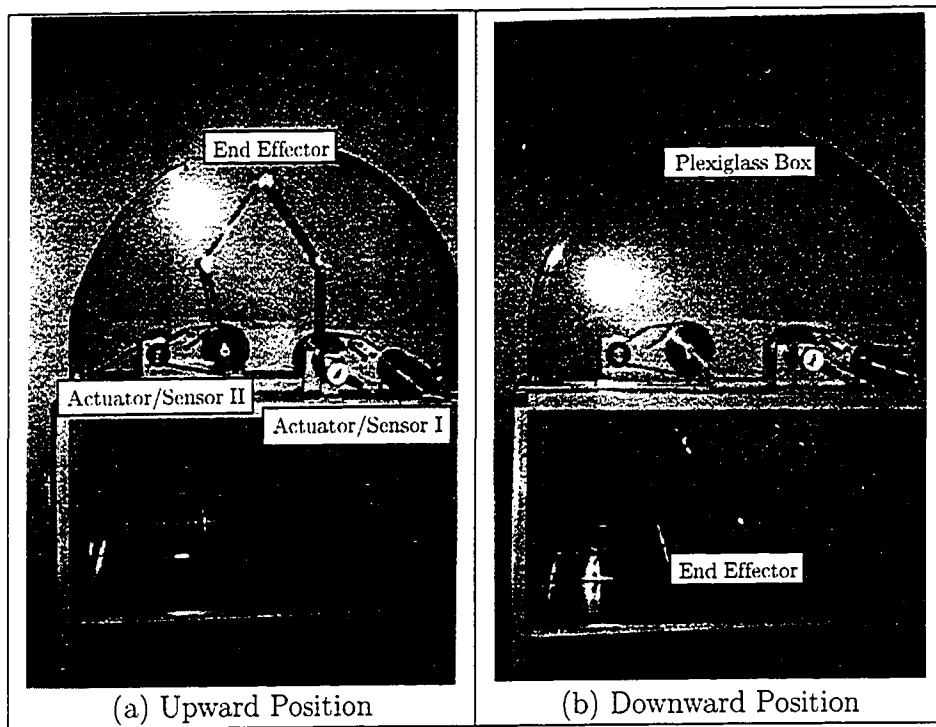 End Effector
Actuator/Sensor II
Actuator/Sensor I
(a) Upward Position
Plexiglass Box
End Effector
(b) Downward Position